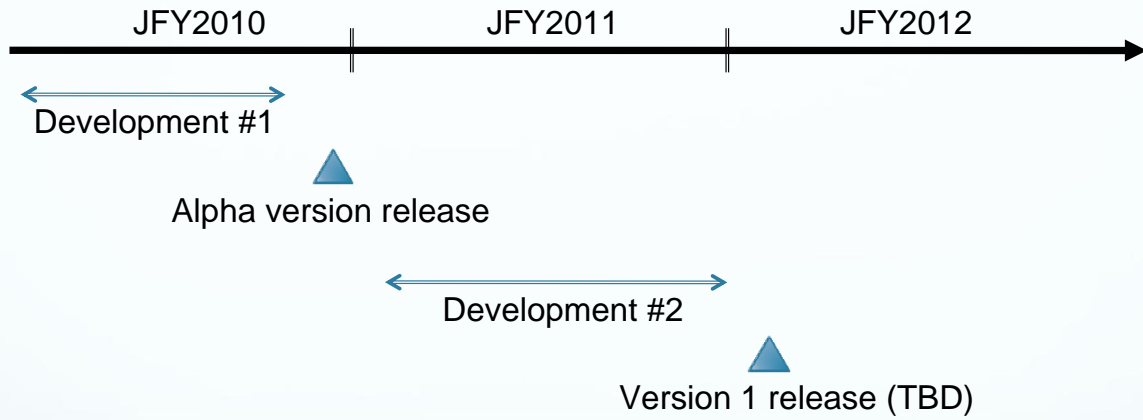 JFY2010
JFY2011
JFY2012
Development #1
Alpha version release
Development #2
Version 1 release (TBD)